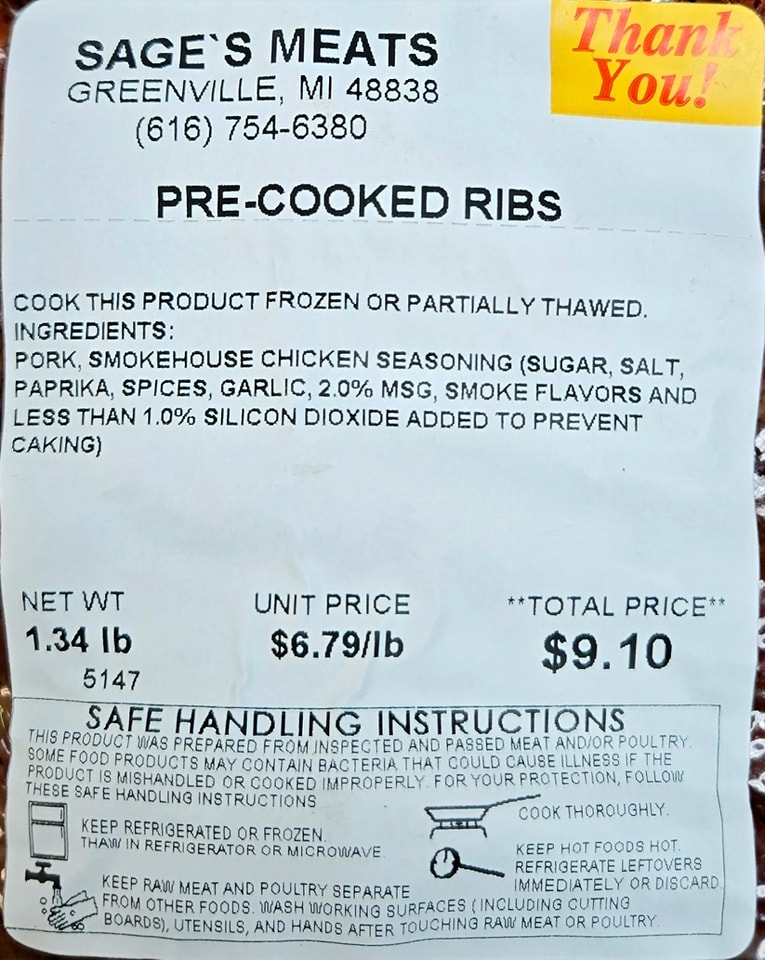 SAGE`S MEATS
GREENVILLE, MI 48838
(616) 754-6380
Thank
You!
PRE-COOKED RIBS
COOK THIS PRODUCT FROZEN OR PARTIALLY THAWED.
INGREDIENTS:
PORK, SMOKEHOUSE CHICKEN SEASONING (SUGAR, SALT,
PAPRIKA, SPICES, GARLIC, 2.0% MSG, SMOKE FLAVORS AND
LESS THAN 1.0% SILICON DIOXIDE ADDED TO PREVENT
CAKING)
NET WT
1.34 lb
5147
UNIT PRICE
$6.79/lb
**TOTAL PRICE**
$9.10
SAFE HANDLING INSTRUCTIONS
THIS PRODUCT WAS PREPARED FROM INSPECTED AND PASSED MEAT AND/OR POULTRY.
SOME FOOD PRODUCTS MAY CONTAIN BACTERIA THAT COULD CAUSE ILLNESS IF THE
PRODUCT IS MISHANDLED OR COOKED IMPROPERLY. FOR YOUR PROTECTION, FOLLOW
THESE SAFE HANDLING INSTRUCTIONS
KEEP REFRIGERATED OR FROZEN.
THAW IN REFRIGERATOR OR MICROWAVE.
COOK THOROUGHLY.
KEEP HOT FOODS HOT.
REFRIGERATE LEFTOVERS
IMMEDIATELY OR DISCARD.
KEEP RAW MEAT AND POULTRY SEPARATE
FROM OTHER FOODS. WASH WORKING SURFACES (INCLUDING CUTTING
BOARDS), UTENSILS, AND HANDS AFTER TOUCHING RAW MEAT OR POULTRY.